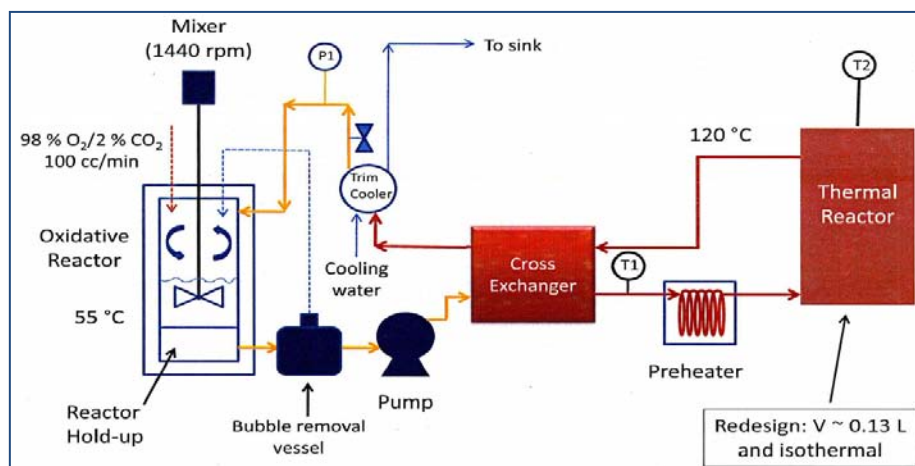 Mixer
(1440 rpm)
P1
To sink
T2
98 % O₂/2 % CO₂
100 cc/min
120 °C
Trim
Cooler
Thermal
Reactor
Oxidative
Reactor
Cooling
water
Cross
Exchanger
T1
55 °C
Preheater
Pump
Reactor
Hold-up
Bubble removal
vessel
Redesign: V ~ 0.13 L
and isothermal